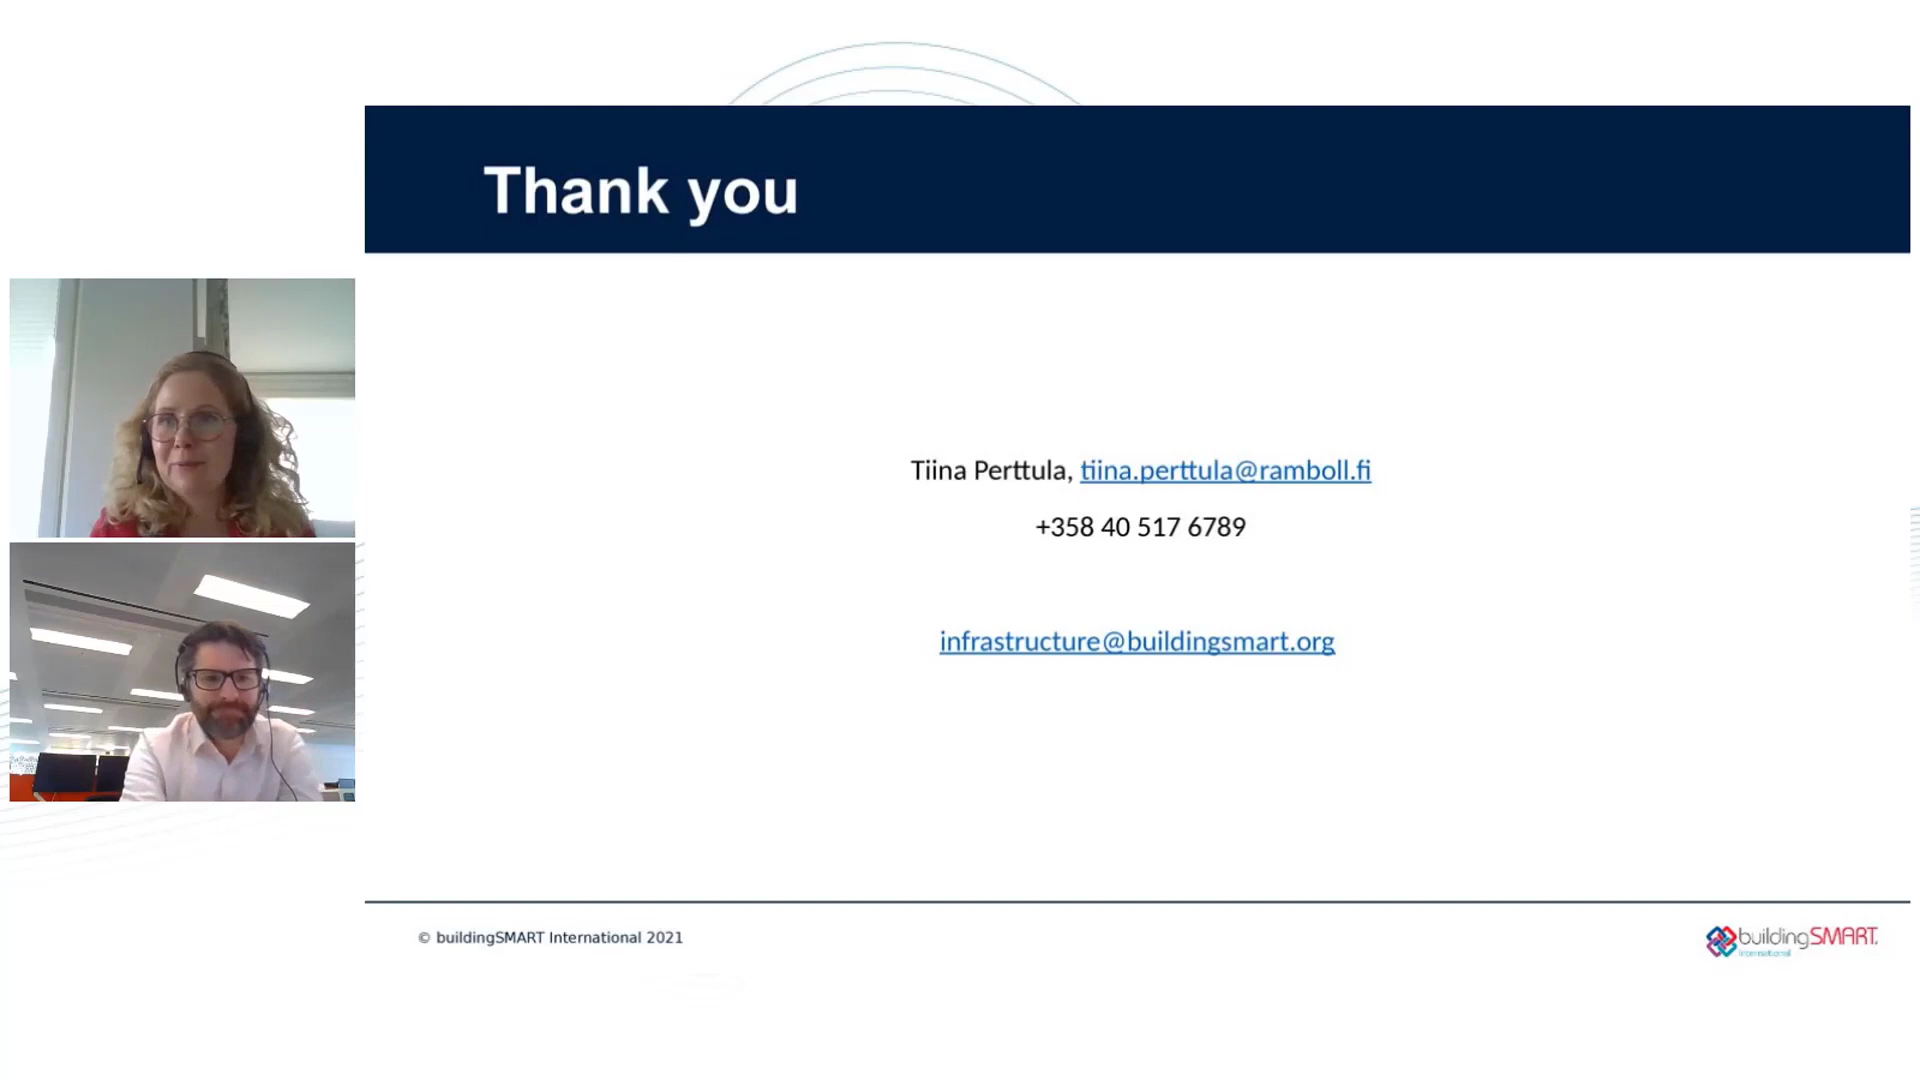 Thank you
Tiina Perttula, tiina.perttula@ramboll.fi
+358 40 517 6789
infrastructure@buildingsmart.org
© buildingSMART International 2021
buildingSMART.
International